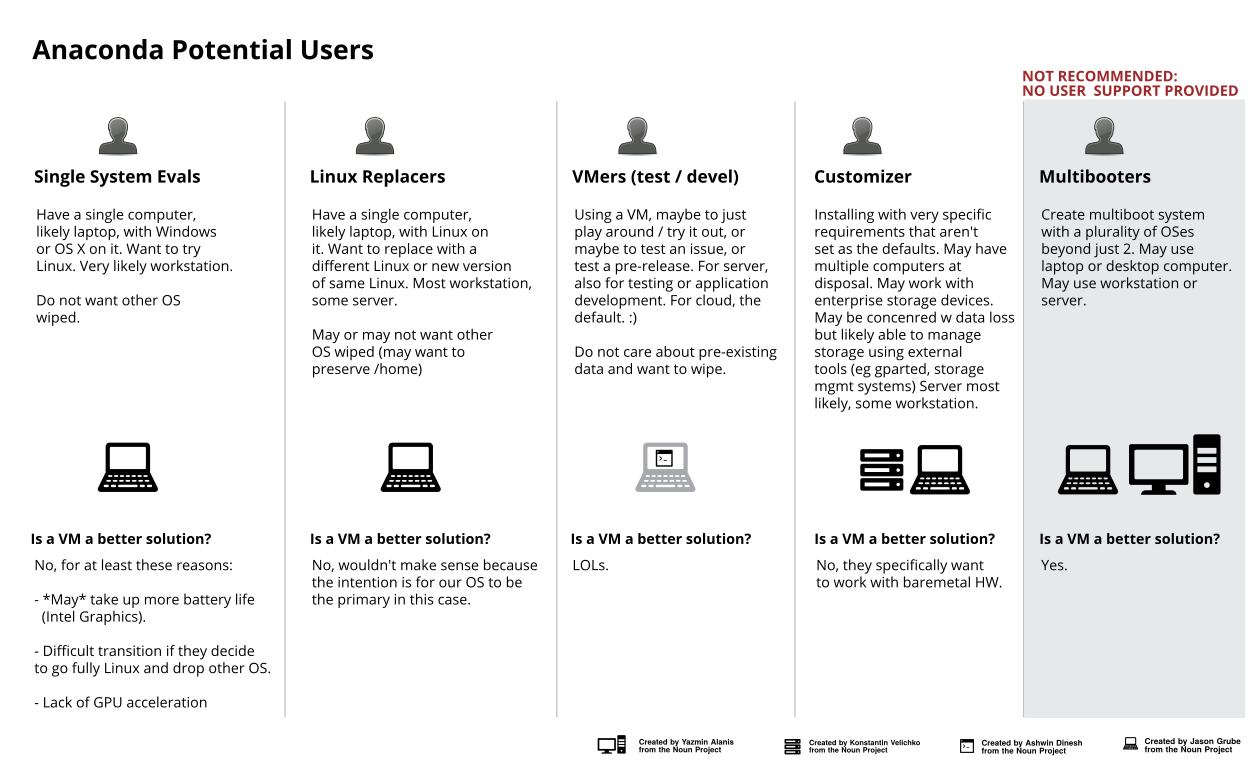 Anaconda Potential Users
NOT RECOMMENDED:
NO USER  SUPPORT PROVIDED
Single System Evals
Have a single computer,
likely laptop, with Windows
or OS X on it. Want to try
Linux. Very likely workstation.
Do not want other OS
wiped.
Is a VM a better solution?
No, for at least these reasons:
- *May* take up more battery life
(Intel Graphics).
- Difficult transition if they decide
to go fully Linux and drop other OS.
- Lack of GPU acceleration
Linux Replacers
Have a single computer,
likely laptop, with Linux on
it. Want to replace with a
different Linux or new version
of same Linux. Most workstation,
some server.
May or may not want other
OS wiped (may want to
preserve /home)
Is a VM a better solution?
No, wouldn't make sense because
the intention is for our OS to be
the primary in this case.
VMers (test / devel)
Using a VM, maybe to just
play around / try it out, or
maybe to test an issue, or
test a pre-release. For server,
also for testing or application
development. For cloud, the
default. :)
Do not care about pre-existing
data and want to wipe.
Is a VM a better solution?
LOLs.
Customizer
Installing with very specific
requirements that aren't
set as the defaults. May have
multiple computers at
disposal. May work with
enterprise storage devices.
May be concenred w data loss
but likely able to manage
storage using external
tools (eg gparted, storage
mgmt systems) Server most
likely, some workstation.
Is a VM a better solution?
No, they specifically want
to work with baremetal HW.
Multibooters
Create multiboot system
with a plurality of OSes
beyond just 2. May use
laptop or desktop computer.
May use workstation or
server.
Is a VM a better solution?
Yes.
Created by Yazmin Alanis
from the Noun Project
Created by Konstantin Velichko
from the Noun Project
Created by Ashwin Dinesh
from the Noun Project
Created by Jason Grube
from the Noun Project